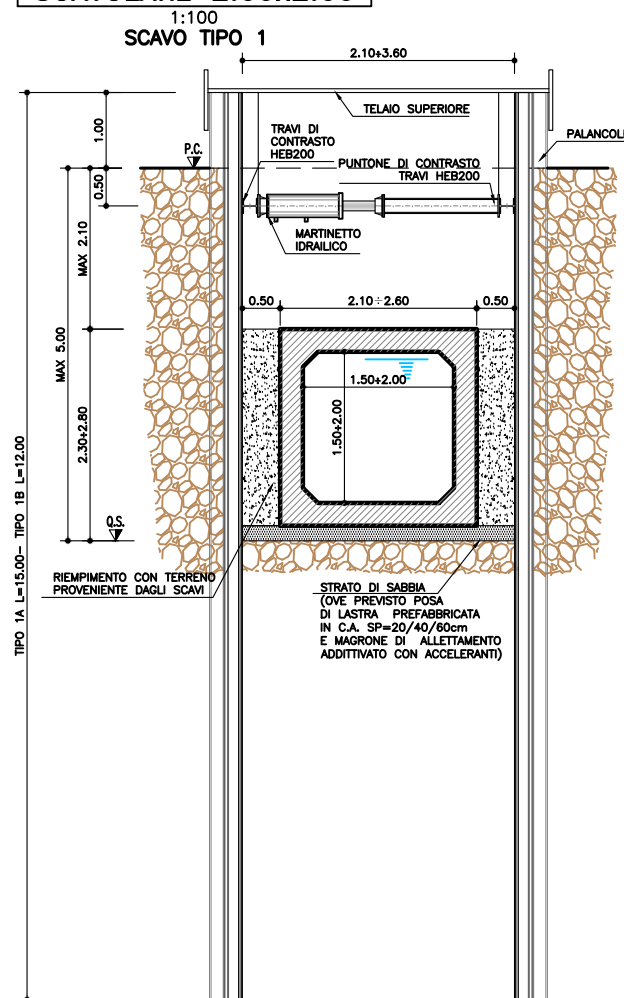 1:100
SCAVO TIPO 1
2.10÷3.60
TELAIO SUPERIORE
1.00
P.C.
TRAVI DI
CONTRASTO
HEB200
PALANCOLE
PUNTONE DI CONTRASTO
TRAVI HEB200
0.50
MARTINETTO
IDRAILICO
MAX 2.10
0.50
2.10÷2.60
0.50
MAX 5.00
1.50÷2.00
1.50÷2.00
2.30÷2.80
Q.S.
TIPO 1A L=15.00- TIPO 1B L=12.00
RIEMPIMENTO CON TERRENO
PROVENIENTE DAGLI SCAVI
STRATO DI SABBIA
(OVE PREVISTO POSA
DI LASTRA PREFABBRICATA
IN C.A. SP=20/40/60cm
E MAGRONE DI ALLETTAMENTO
ADDITTIVATO CON ACCELERANTI)